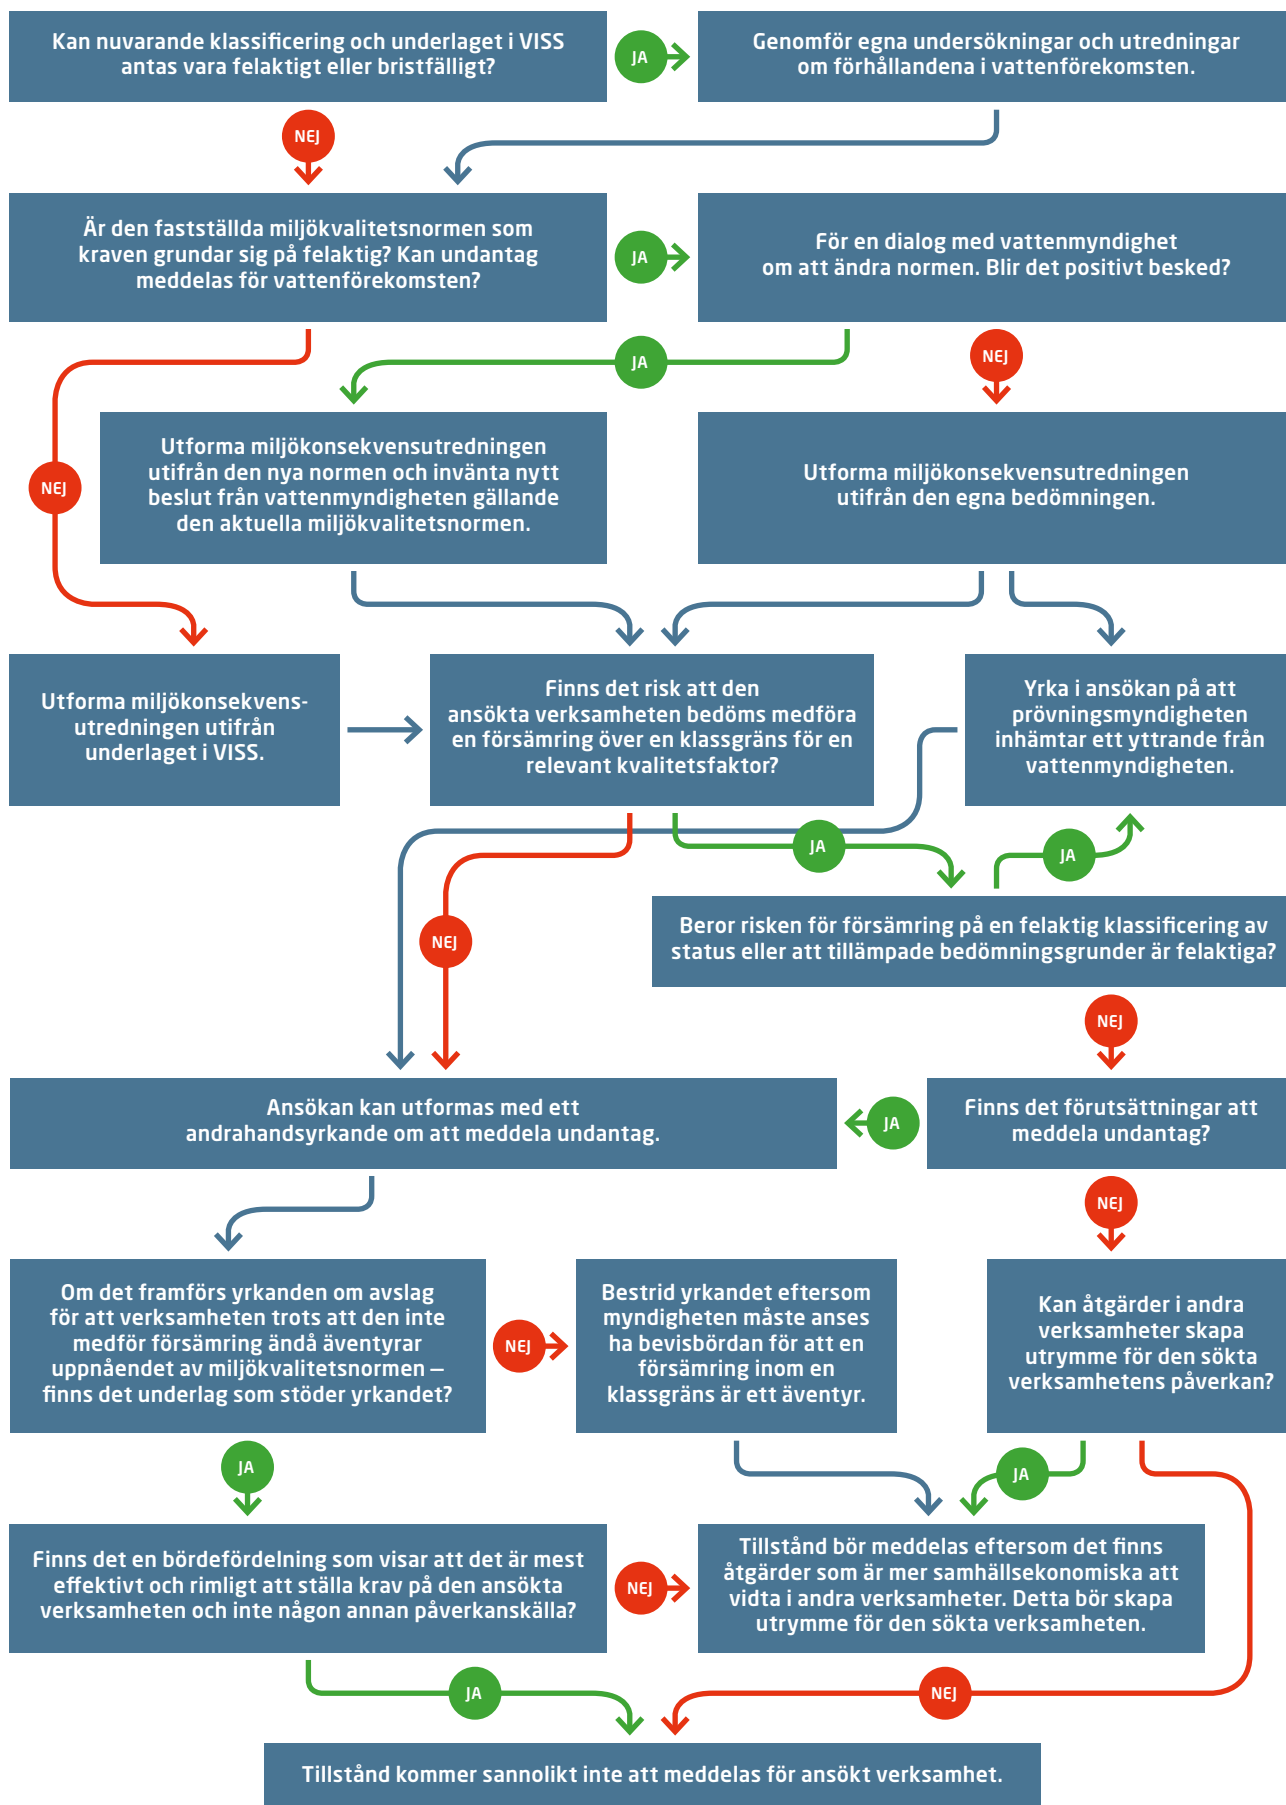 Kan nuvarande klassificering och underlaget i VISS
antas vara felaktigt eller bristfälligt?
JA
Genomför egna undersökningar och utredningar
om förhållandena i vattenförekomsten.
NEJ
Är den fastställda miljökvalitetsnormen som
kraven grundar sig på felaktig? Kan undantag
meddelas för vattenförekomsten?
JA
För en dialog med vattenmyndighet
om att ändra normen. Blir det positivt besked?
JA
NEJ
NEJ
Utforma miljökonsekvensutredningen
utifrån den nya normen och invänta nytt
beslut från vattenmyndigheten gällande
den aktuella miljökvalitetsnormen.
Utforma miljökonsekvensutredningen
utifrån den egna bedömningen.
Utforma miljökonsekvens-
utredningen utifrån
underlaget i VISS.
Finns det risk att den
ansökta verksamheten bedöms medföra
en försämring över en klassgräns för en
relevant kvalitetsfaktor?
Yrka i ansökan på att
prövningsmyndigheten
inhämtar ett yttrande från
vattenmyndigheten.
JA
JA
NEJ
Beror risken för försämring på en felaktig klassificering av
status eller att tillämpade bedömningsgrunder är felaktiga?
NEJ
Ansökan kan utformas med ett
andrahandsyrkande om att meddela undantag.
JA
Finns det förutsättningar att
meddela undantag?
NEJ
Om det framförs yrkanden om avslag
för att verksamheten trots att den inte
medför försämring ändå äventyrar
uppnåendet av miljökvalitetsnormen —
finns det underlag som stöder yrkandet?
NEJ
Bestrid yrkandet eftersom
myndigheten måste anses
ha bevisbördan för att en
försämring inom en
klassgräns är ett äventyr.
Kan åtgärder i andra
verksamheter skapa
utrymme för den sökta
verksamhetens påverkan?
JA
JA
Finns det en bördefördelning som visar att det är mest
effektivt och rimligt att ställa krav på den ansökta
verksamheten och inte någon annan påverkanskälla?
NEJ
Tillstånd bör meddelas eftersom det finns
åtgärder som är mer samhällsekonomiska att
vidta i andra verksamheter. Detta bör skapa
utrymme för den sökta verksamheten.
JA
NEJ
Tillstånd kommer sannolikt inte att meddelas för ansökt verksamhet.